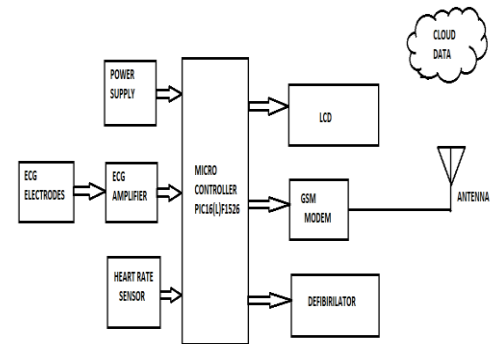 CLOUD
DATA
POWER
SUPPLY
LCD
ECG
ELECTRODES
ECG
AMPLIFIER
MICRO
CONTROLLER
PIC16(L)F1526
GSM
MODEM
ANTENNA
HEART RATE
SENSOR
DEFIBIRILATOR